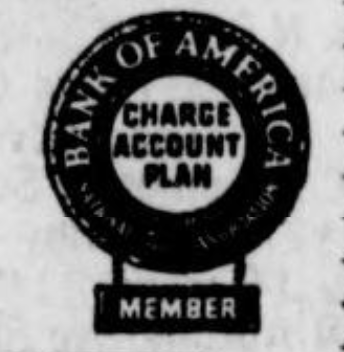 BANK OF AMERICA
CHARGE
ACCOUNT
PLAN
MEMBER